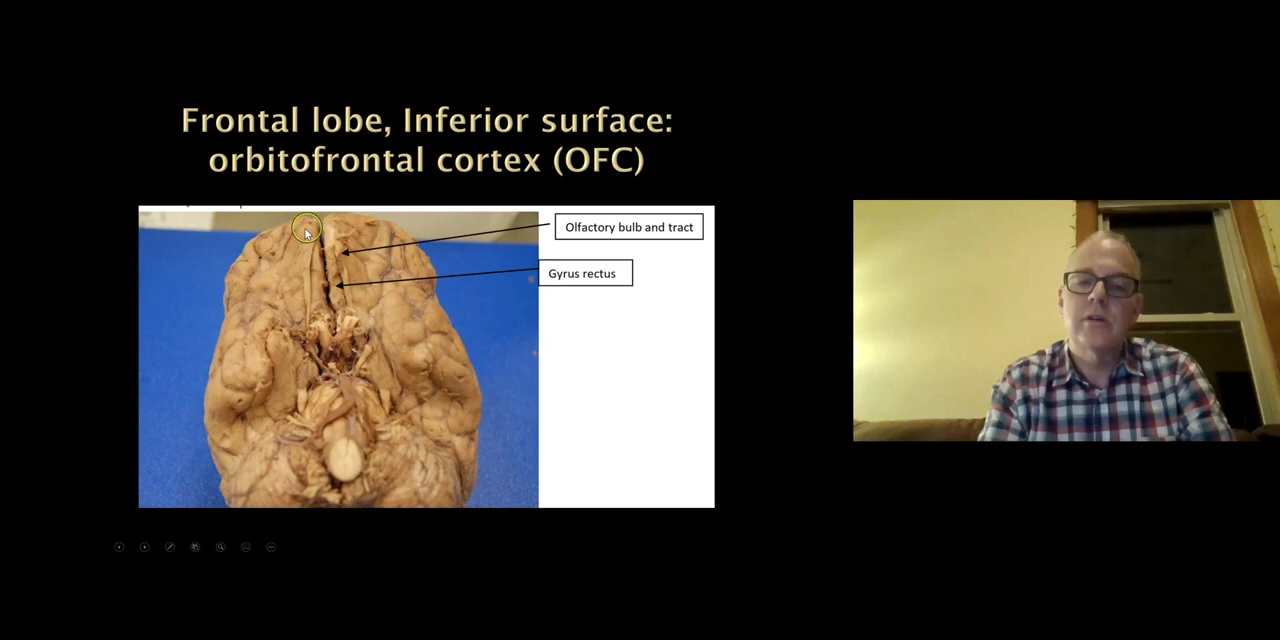 Frontal lobe, Inferior surface:
orbitofrontal cortex (OFC)
Olfactory bulb and tract
Gyrus rectus